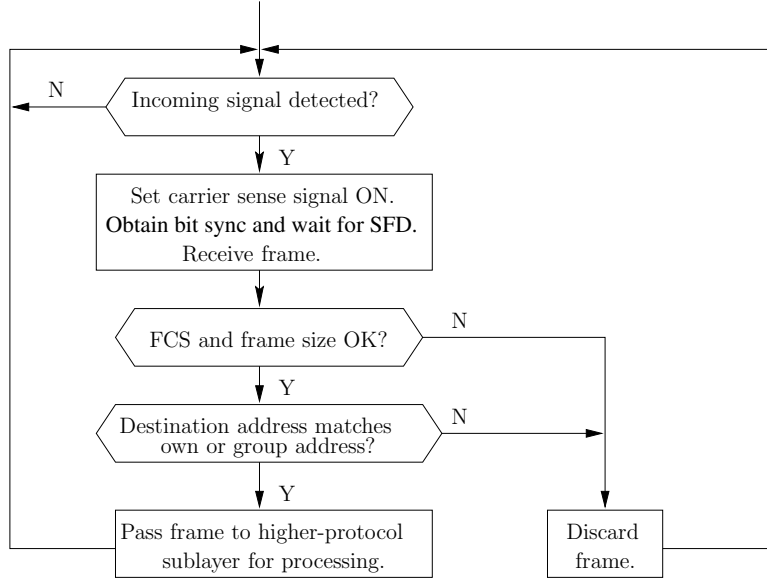 Incoming signal detected?
N
Y
Set carrier sense signal ON.
Obtain bit sync and wait for SFD.
Receive frame.
FCS and frame size OK?
N
Y
Destination address matches
own or group address?
N
Y
Pass frame to higher-protocol
sublayer for processing.
Discard
frame.